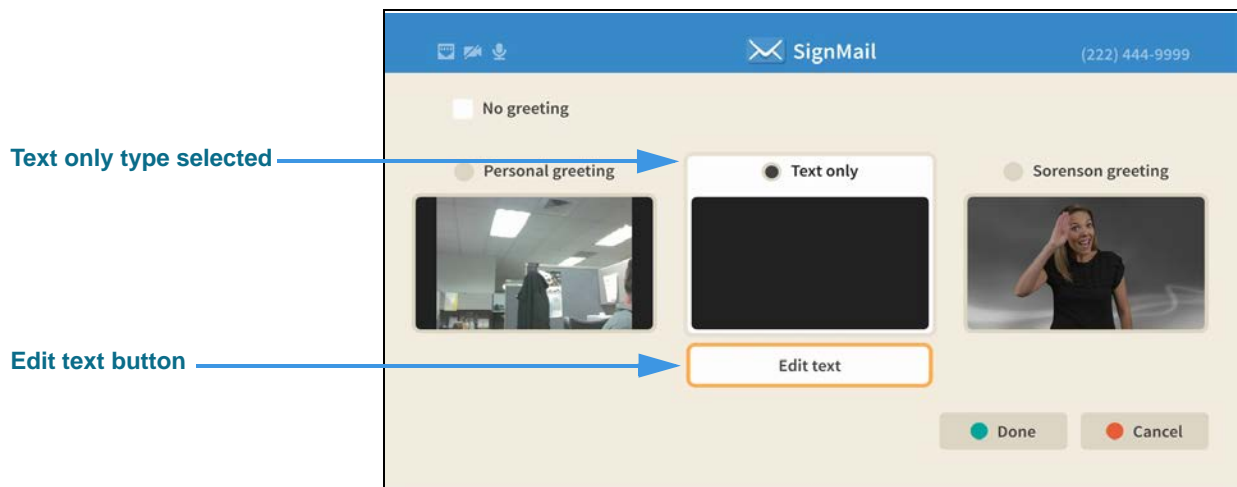 SignMail
(222) 444-9999
No greeting
Text only type selected
Personal greeting
Text only
Sorenson greeting
Edit text button
Edit text
Done
Cancel